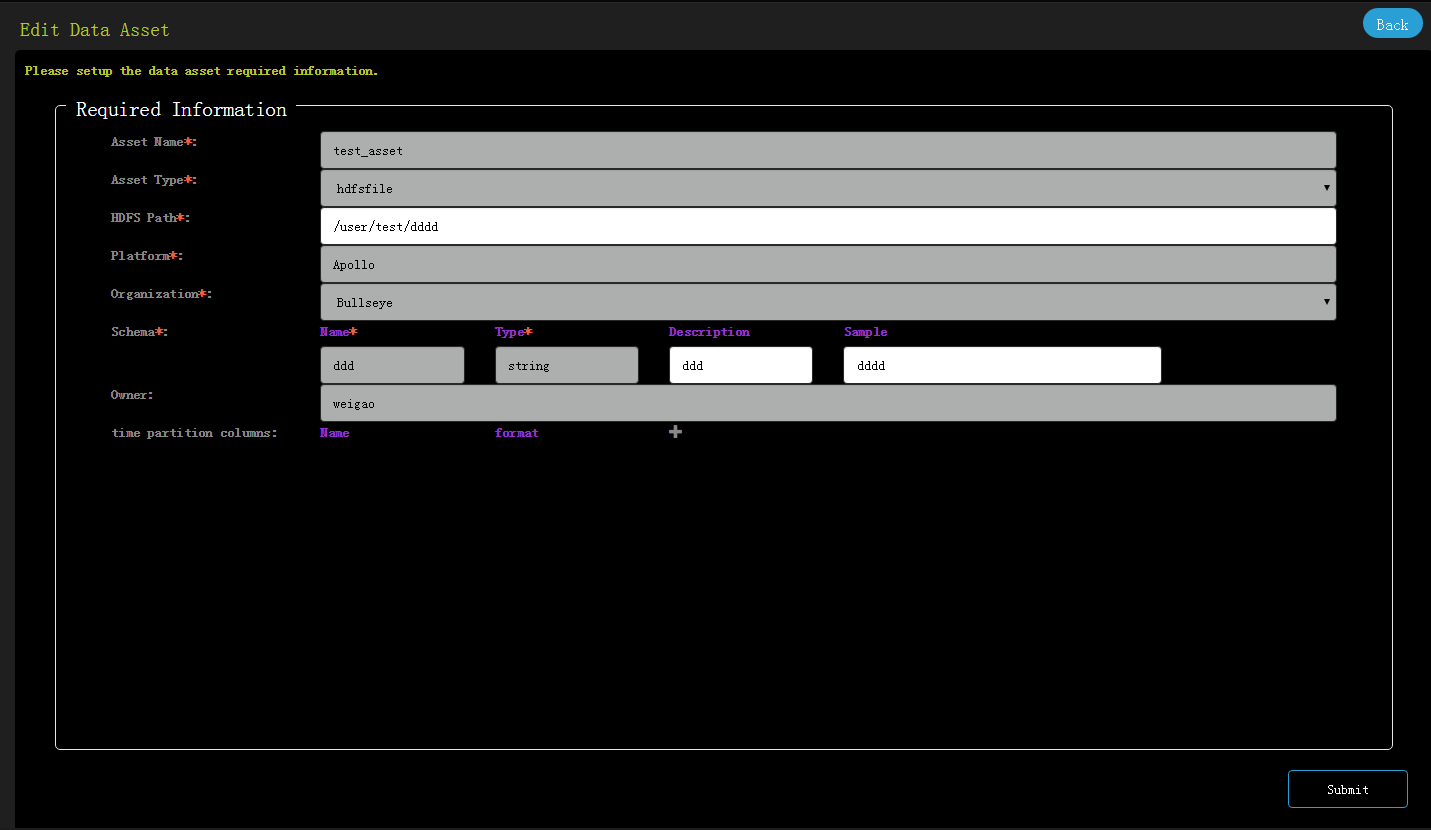 Edit Data Asset
Back
Please setup the data asset required information.
Required Information
Asset Name*:
test_asset
Asset Type*:
hdfsfile
HDFS Path*:
/user/test/dddd
Platform*:
Apollo
Organization*:
Bullseye
Schema*:
Name* Type* Description Sample
ddd string ddd dddd
Owner:
weigao
time partition columns:
Name format
Submit